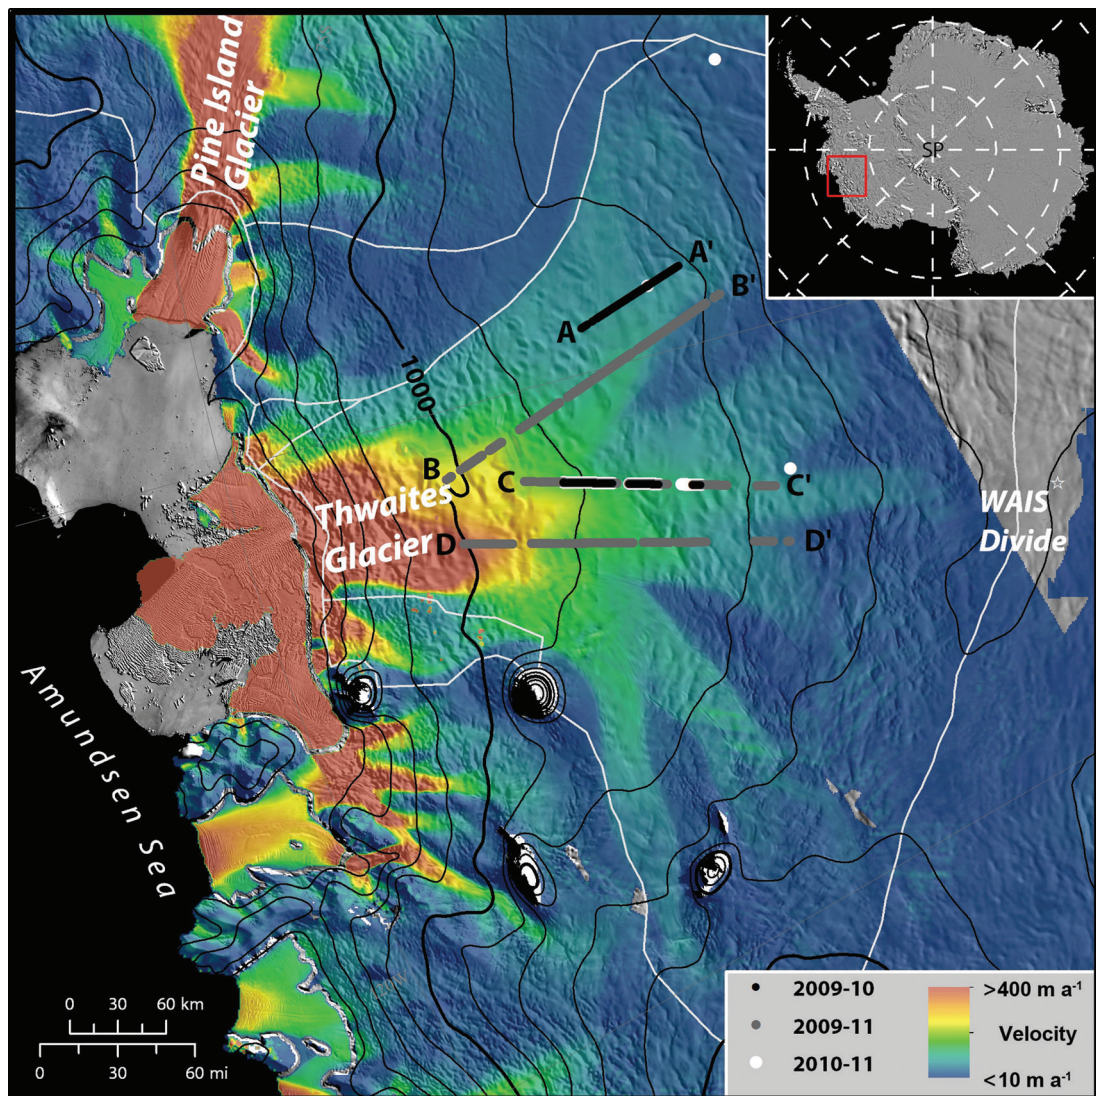 Pine Island
Glacier
SP
A'
B'
A
1000
B
C
C'
Thwaites
Glacier
D
D'
WAIS
Divide
Amundsen Sea
0 30 60 km
0 30 60 mi
2009-10
2009-11
2010-11
>400 m a⁻¹
Velocity
<10 m a⁻¹